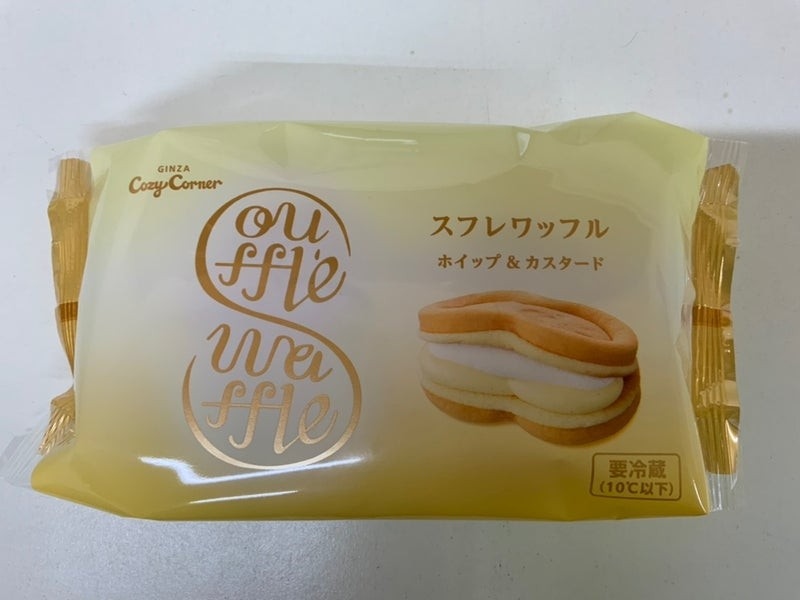 GINZA
Cozy Corner
Soufflé
Waffle
スフレワッフル
ホイップ&カスタード
要冷蔵
(10℃以下)